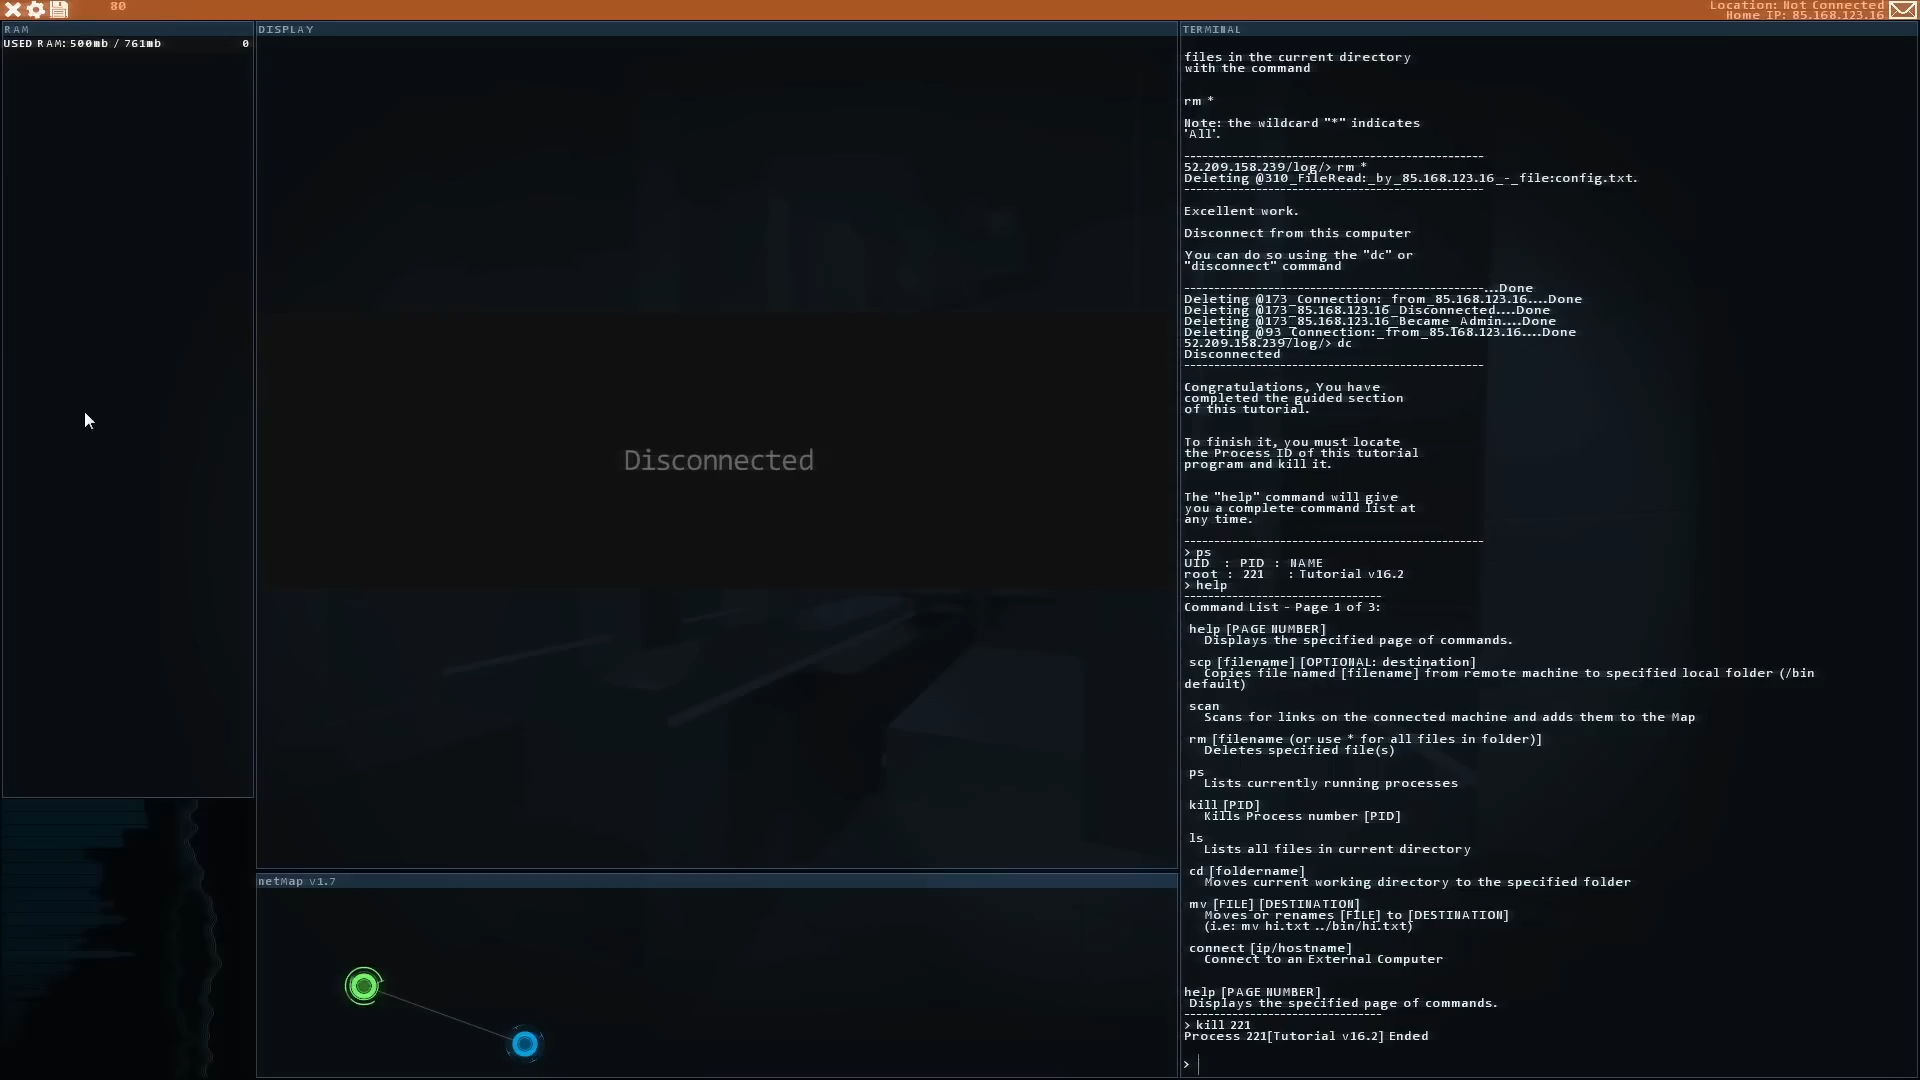 80
Location: Not Connected
Home IP: 85.168.123.16
RAM
USED RAM: 500mb / 761mb 0
DISPLAY
Disconnected
netMap v1.7
TERMINAL
files in the current directory
with the command
rm *
Note: the wildcard "*" indicates
'All'.
--------------------------------------------------
52.209.158.239/log/> rm *
Deleting @310_FileRead:_by_85.168.123.16_-_file:config.txt.
--------------------------------------------------
Excellent work.
Disconnect from this computer
You can do so using the "dc" or
"disconnect" command
--------------------------------------------------...Done
Deleting @173_Connection:_from_85.168.123.16....Done
Deleting @173_85.168.123.16_Disconnected....Done
Deleting @173_85.168.123.16_Became_Admin....Done
Deleting @93_Connection:_from_85.168.123.16....Done
52.209.158.239/log/> dc
Disconnected
--------------------------------------------------
Congratulations, You have
completed the guided section
of this tutorial.
To finish it, you must locate
the Process ID of this tutorial
program and kill it.
The "help" command will give
you a complete command list at
any time.
--------------------------------------------------
> ps
UID : PID : NAME
root : 221 : Tutorial v16.2
> help
---------------------------------
Command List - Page 1 of 3:
help [PAGE NUMBER]
Displays the specified page of commands.
scp [filename] [OPTIONAL: destination]
Copies file named [filename] from remote machine to specified local folder (/bin
default)
scan
Scans for links on the connected machine and adds them to the Map
rm [filename (or use * for all files in folder)]
Deletes specified file(s)
ps
Lists currently running processes
kill [PID]
Kills Process number [PID]
ls
Lists all files in current directory
cd [foldername]
Moves current working directory to the specified folder
mv [FILE] [DESTINATION]
Moves or renames [FILE] to [DESTINATION]
(i.e: mv hi.txt ../bin/hi.txt)
connect [ip/hostname]
Connect to an External Computer
help [PAGE NUMBER]
Displays the specified page of commands.
---------------------------------
> kill 221
Process 221[Tutorial v16.2] Ended
>